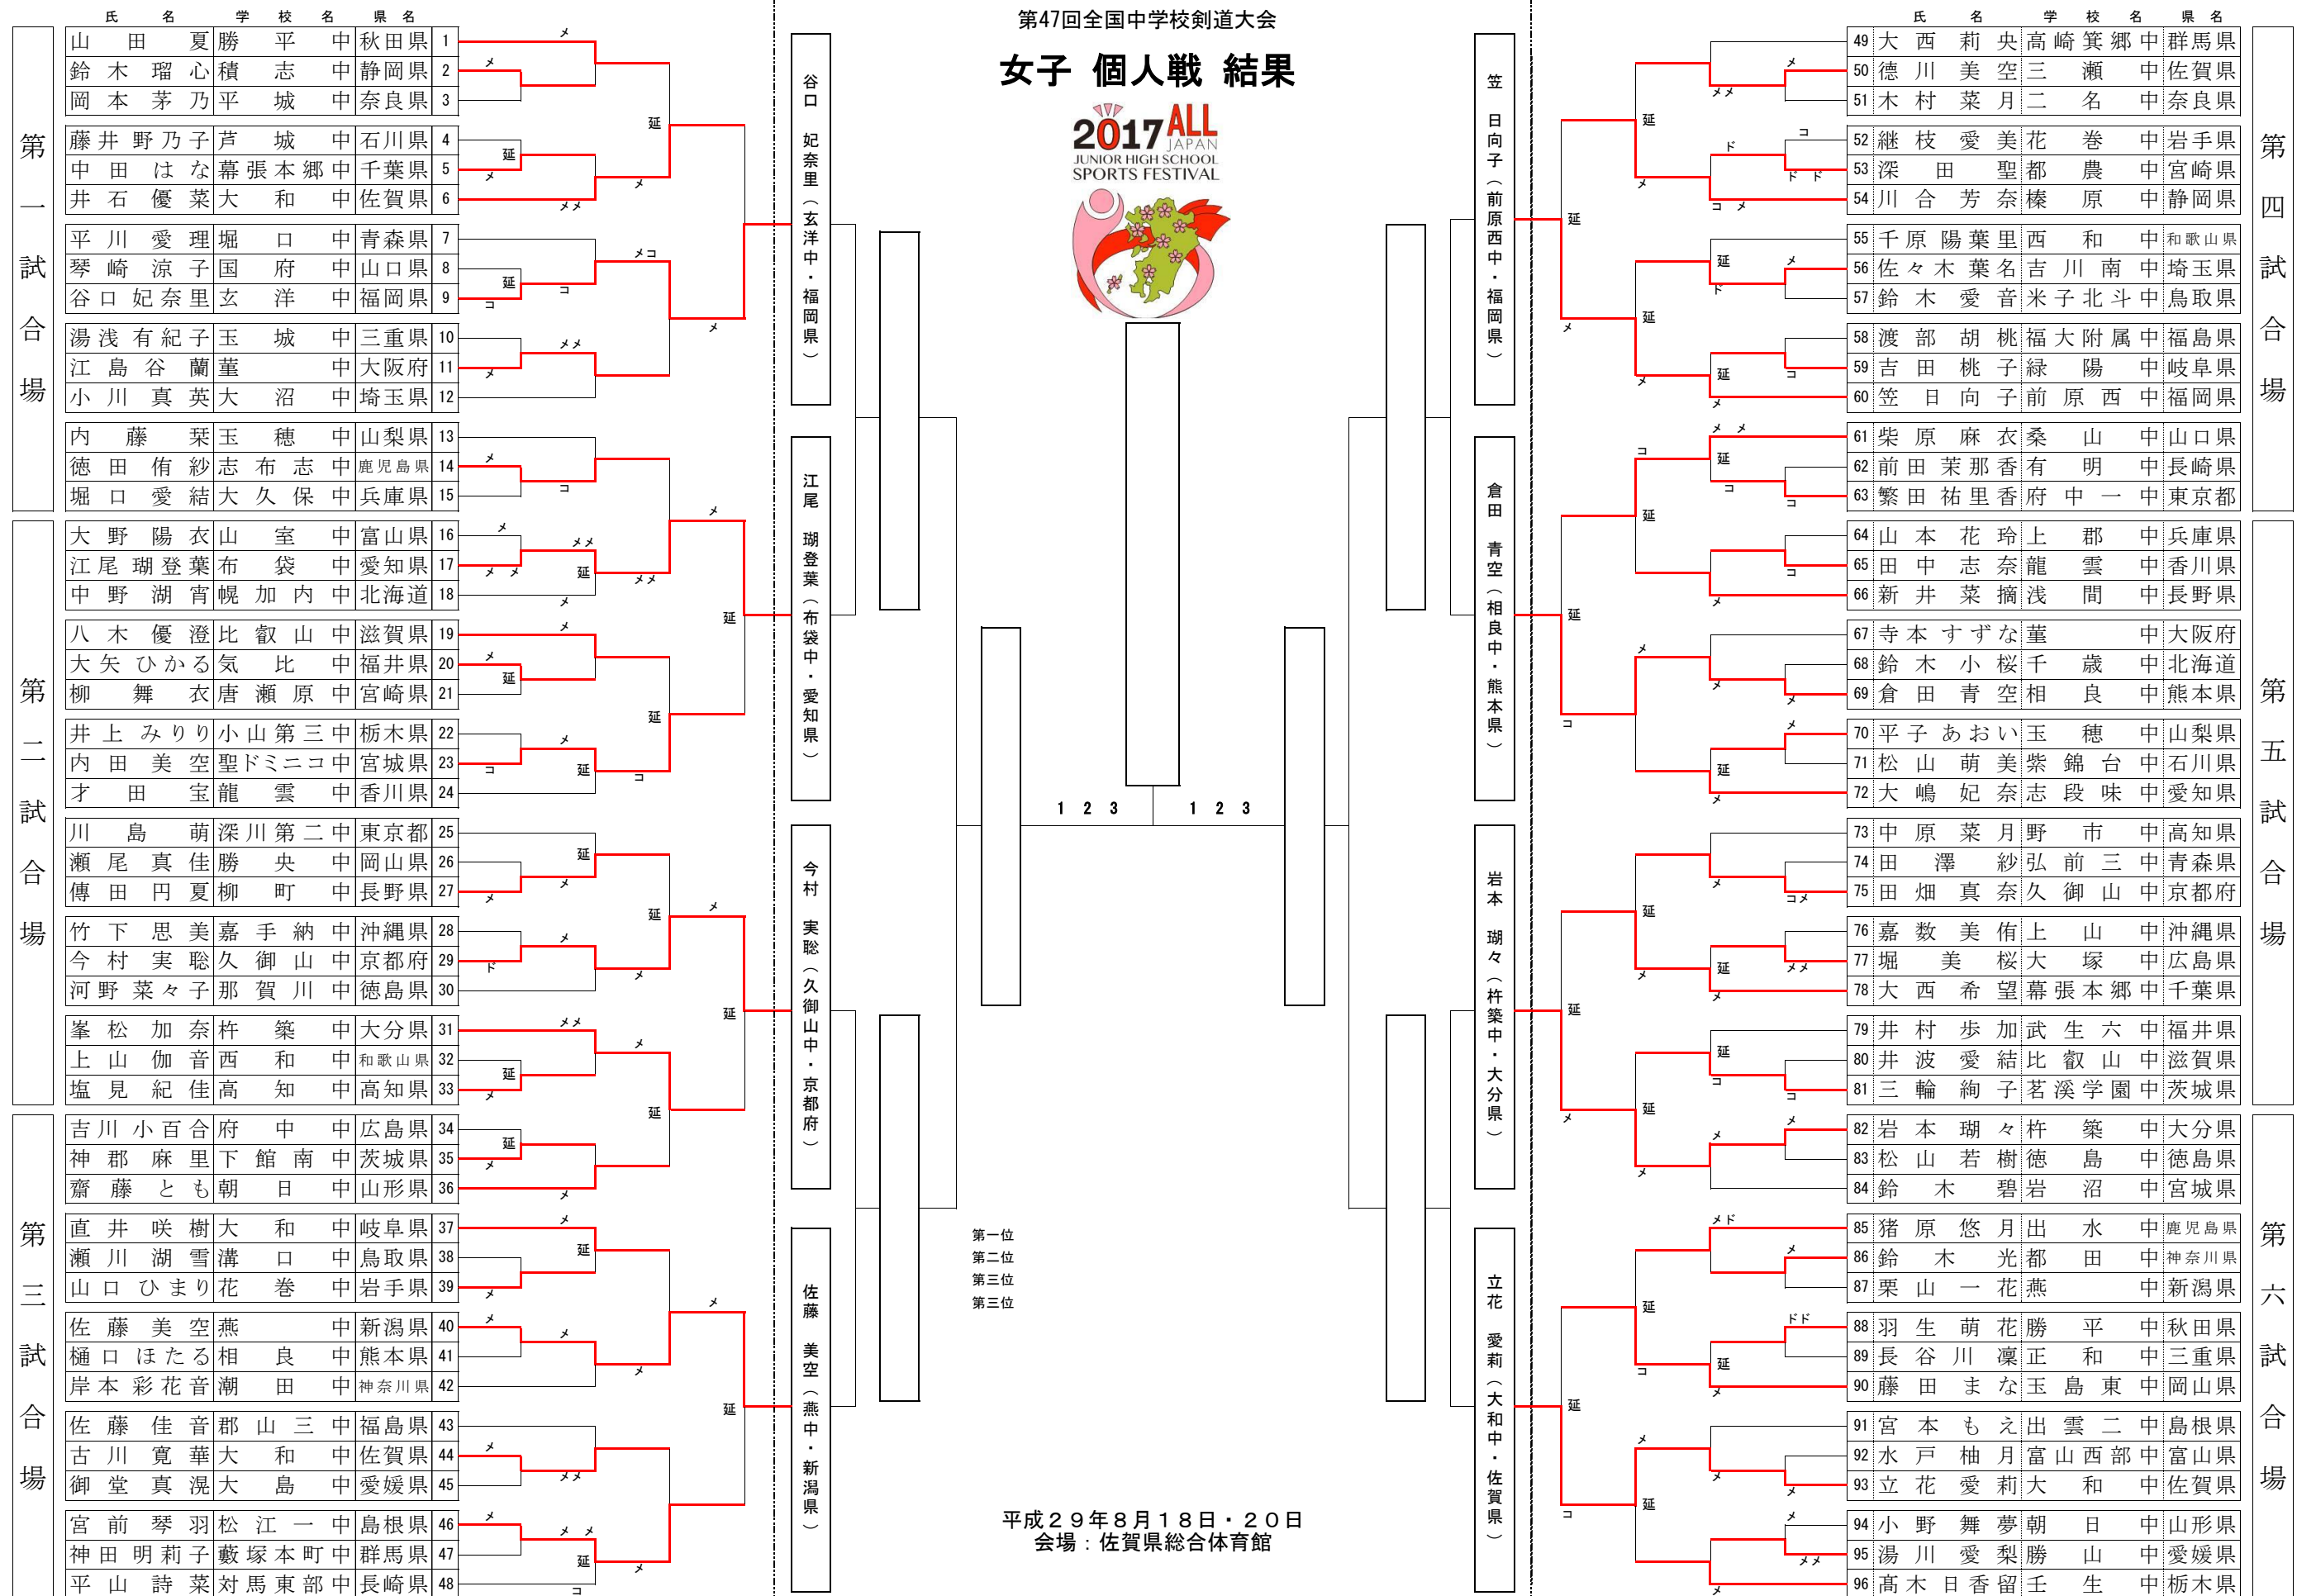 第47回全国中学校剣道大会
女子 個人戦 結果
2017 ALL
JAPAN
JUNIOR HIGH SCHOOL
SPORTS FESTIVAL
氏 名 学 校 名 県 名
第一試合場
山田 夏 勝平中 秋田県 1
鈴木 瑠心 積志中 静岡県 2
岡本 茅乃 平城中 奈良県 3
藤井 野乃子 芦城中 石川県 4
中田 はな 幕張本郷中 千葉県 5
井石 優菜 大和中 佐賀県 6
平川 愛理 堀口中 青森県 7
琴崎 涼子 国府中 山口県 8
谷口 妃奈里 玄洋中 福岡県 9
湯浅 有紀子 玉城中 三重県 10
江島谷 蘭 菫中 大阪府 11
小川 真英 大沼中 埼玉県 12
内藤 栞 玉穂中 山梨県 13
徳田 侑紗 志布志中 鹿児島県 14
堀口 愛結 大久保中 兵庫県 15
第二試合場
大野 陽衣 山室中 富山県 16
江尾 瑚登葉 布袋中 愛知県 17
中野 湖宵 幌加内中 北海道 18
八木 優澄 比叡山中 滋賀県 19
大矢 ひかる 気比中 福井県 20
柳 舞衣 唐瀬原中 宮崎県 21
井上 みりり 小山第三中 栃木県 22
内田 美空 聖ドミニコ中 宮城県 23
才田 宝 龍雲中 香川県 24
川島 萌 深川第二中 東京都 25
瀬尾 真佳 勝央中 岡山県 26
傳田 円夏 柳町中 長野県 27
竹下 思美 嘉手納中 沖縄県 28
今村 実聡 久御山中 京都府 29
河野 菜々子 那賀川中 徳島県 30
峯松 加奈 杵築中 大分県 31
上山 伽音 西和中 和歌山県 32
塩見 紀佳 高知中 高知県 33
第三試合場
吉川 小百合 府中中 広島県 34
神郡 麻里 下館南中 茨城県 35
齋藤 とも 朝日中 山形県 36
直井 咲樹 大和中 岐阜県 37
瀬川 湖雪 溝口中 鳥取県 38
山口 ひまり 花巻中 岩手県 39
佐藤 美空 燕中 新潟県 40
樋口 ほたる 相良中 熊本県 41
岸本 彩花音 潮田中 神奈川県 42
佐藤 佳音 郡山三中 福島県 43
古川 寛華 大和中 佐賀県 44
御堂 真滉 大島中 愛媛県 45
宮前 琴羽 松江一中 島根県 46
神田 明莉子 藪塚本町中 群馬県 47
平山 詩菜 対馬東部中 長崎県 48
谷口 妃奈里（玄洋中・福岡県）
江尾 瑚登葉（布袋中・愛知県）
今村 実聡（久御山中・京都府）
佐藤 美空（燕中・新潟県）
1 2 3 1 2 3
第一位
第二位
第三位
第三位
平成29年8月18日・20日
会場：佐賀県総合体育館
笠 日向子（前原西中・福岡県）
倉田 青空（相良中・熊本県）
岩本 瑚々（杵築中・大分県）
立花 愛莉（大和中・佐賀県）
氏 名 学 校 名 県 名
第四試合場
49 大西 莉央 高崎箕郷中 群馬県
50 德川 美空 三瀬中 佐賀県
51 木村 菜月 二名中 奈良県
52 継枝 愛美 花巻中 岩手県
53 深田 聖 都農中 宮崎県
54 川合 芳奈 榛原中 静岡県
55 千原 陽葉里 西和中 和歌山県
56 佐々木 葉名 吉川南中 埼玉県
57 鈴木 愛音 米子北斗中 鳥取県
58 渡部 胡桃 福大附属中 福島県
59 吉田 桃子 緑陽中 岐阜県
60 笠 日向子 前原西中 福岡県
61 柴原 麻衣 桑山中 山口県
62 前田 茉那香 有明中 長崎県
63 繁田 祐里香 府中一中 東京都
第五試合場
64 山本 花玲 上郡中 兵庫県
65 田中 志奈 龍雲中 香川県
66 新井 菜摘 浅間中 長野県
67 寺本 すずな 菫中 大阪府
68 鈴木 小桜 千歳中 北海道
69 倉田 青空 相良中 熊本県
70 平子 あおい 玉穂中 山梨県
71 松山 萌美 紫錦台中 石川県
72 大嶋 妃奈 志段味中 愛知県
73 中原 菜月 野市中 高知県
74 田澤 紗 弘前三中 青森県
75 田畑 真奈 久御山中 京都府
76 嘉数 美侑 上山中 沖縄県
77 堀 美桜 大塚中 広島県
78 大西 希望 幕張本郷中 千葉県
79 井村 歩加 武生六中 福井県
80 井波 愛結 比叡山中 滋賀県
81 三輪 絢子 茗溪学園中 茨城県
第六試合場
82 岩本 瑚々 杵築中 大分県
83 松山 若樹 徳島中 徳島県
84 鈴木 碧 岩沼中 宮城県
85 猪原 悠月 出水中 鹿児島県
86 鈴木 光 都田中 神奈川県
87 栗山 一花 燕中 新潟県
88 羽生 萌花 勝平中 秋田県
89 長谷川 凜 正和中 三重県
90 藤田 まな 玉島東中 岡山県
91 宮本 もえ 出雲二中 島根県
92 水戸 柚月 富山西部中 富山県
93 立花 愛莉 大和中 佐賀県
94 小野 舞夢 朝日中 山形県
95 湯川 愛梨 勝山中 愛媛県
96 髙木 日香留 壬生中 栃木県